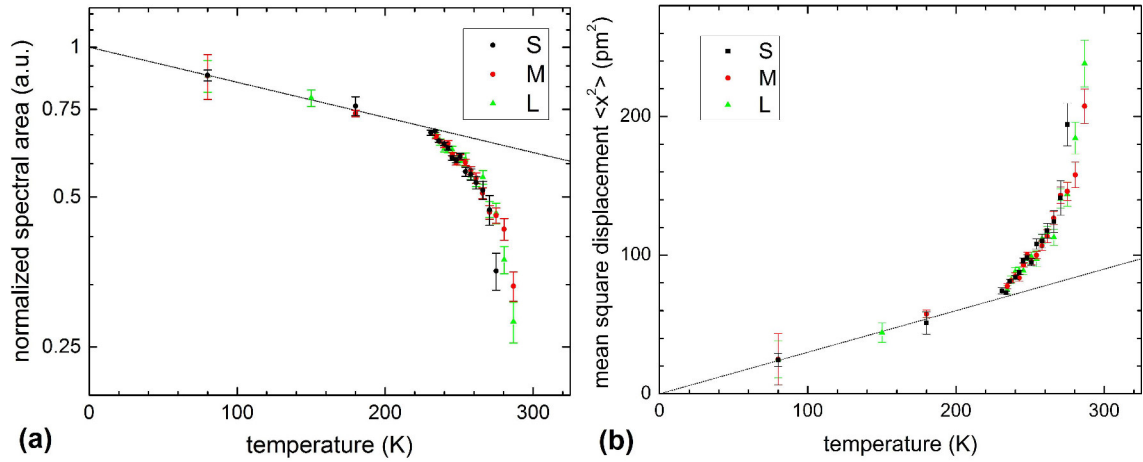 normalized spectral area (a.u.)
1
0.75
0.5
0.25
S
M
L
0
100
200
300
temperature (K)
(a)
mean square displacement <x²> (pm²)
200
100
0
S
M
L
0
100
200
300
temperature (K)
(b)